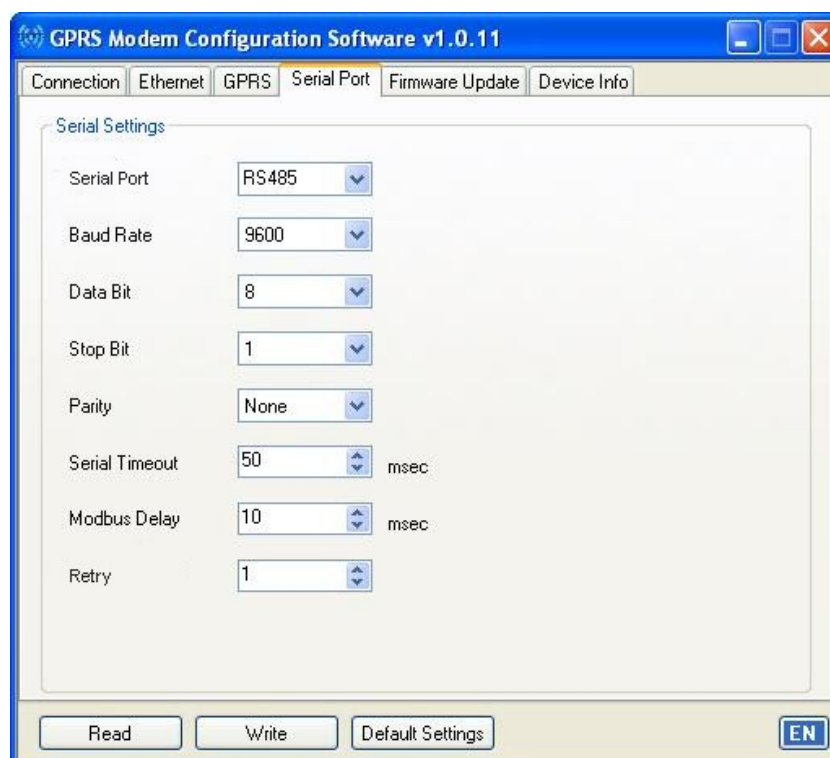 GPRS Modem Configuration Software v1.0.11
Connection Ethernet GPRS Serial Port Firmware Update Device Info
Serial Settings
Serial Port RS485
Baud Rate 9600
Data Bit 8
Stop Bit 1
Parity None
Serial Timeout 50 msec
Modbus Delay 10 msec
Retry 1
Read Write Default Settings EN